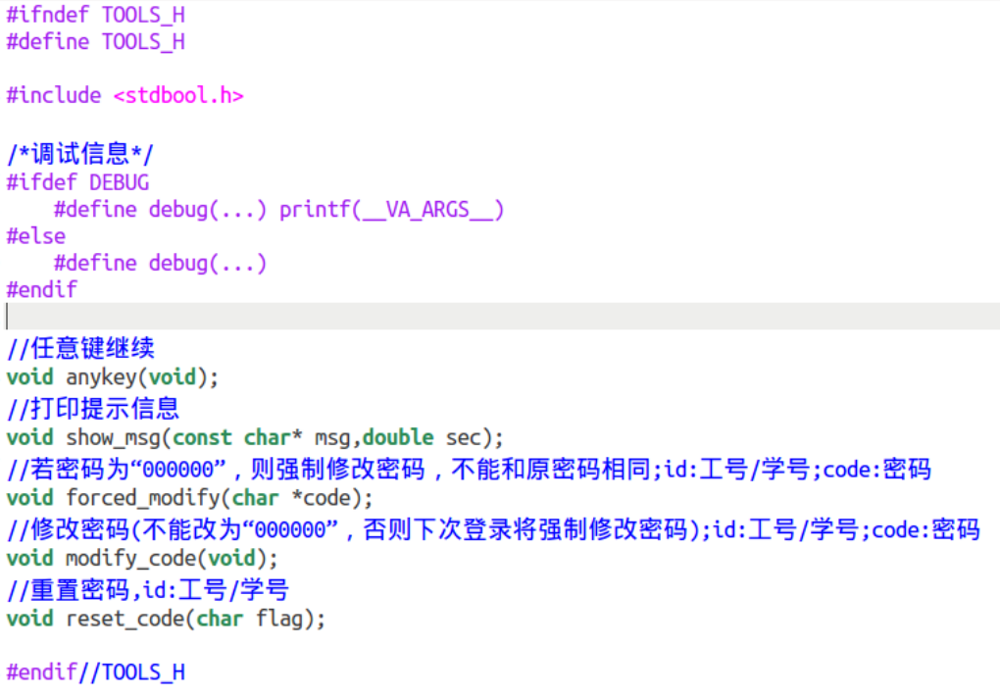 #ifndef TOOLS_H
#define TOOLS_H
#include <stdbool.h>
/*调试信息*/
#ifdef DEBUG
    #define debug(...) printf(__VA_ARGS__)
#else
    #define debug(...)
#endif
//任意键继续
void anykey(void);
//打印提示信息
void show_msg(const char* msg,double sec);
//若密码为“000000”，则强制修改密码，不能和原密码相同;id:工号/学号;code:密码
void forced_modify(char *code);
//修改密码(不能改为“000000”，否则下次登录将强制修改密码);id:工号/学号;code:密码
void modify_code(void);
//重置密码,id:工号/学号
void reset_code(char flag);
#endif//TOOLS_H